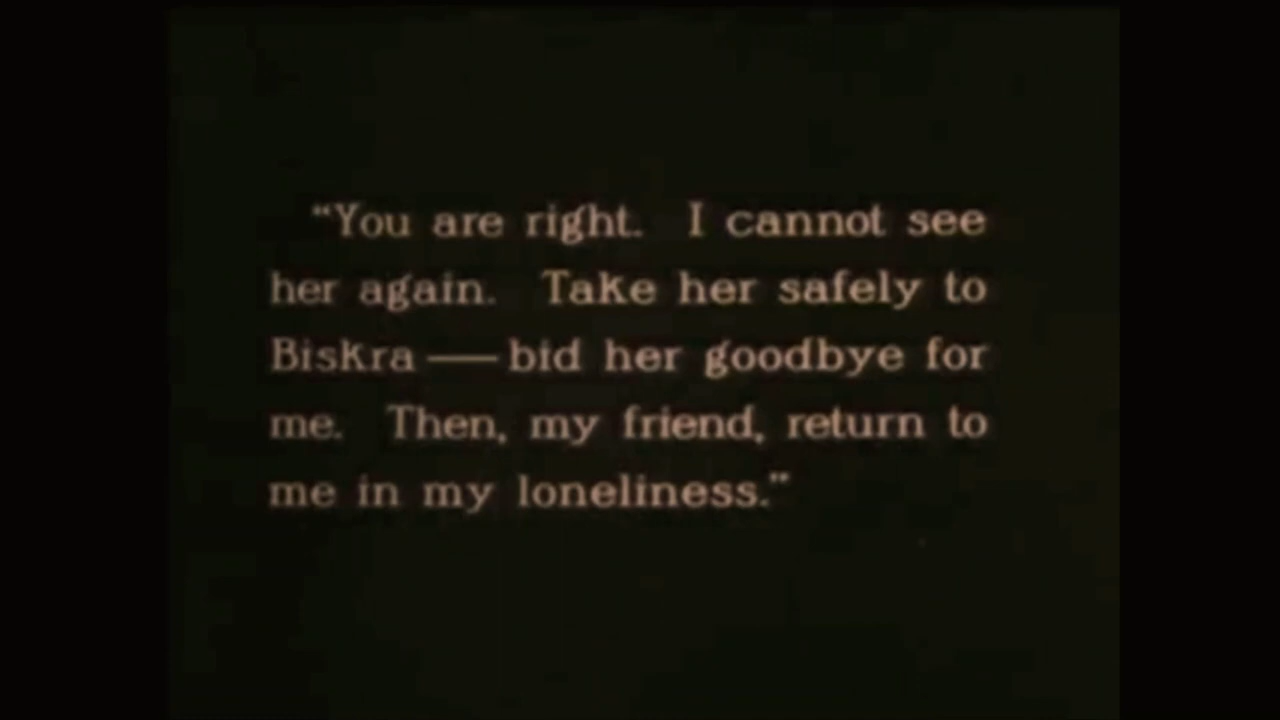 “You are right. I cannot see
her again. Take her safely to
Biskra — bid her goodbye for
me. Then, my friend, return to
me in my loneliness.”